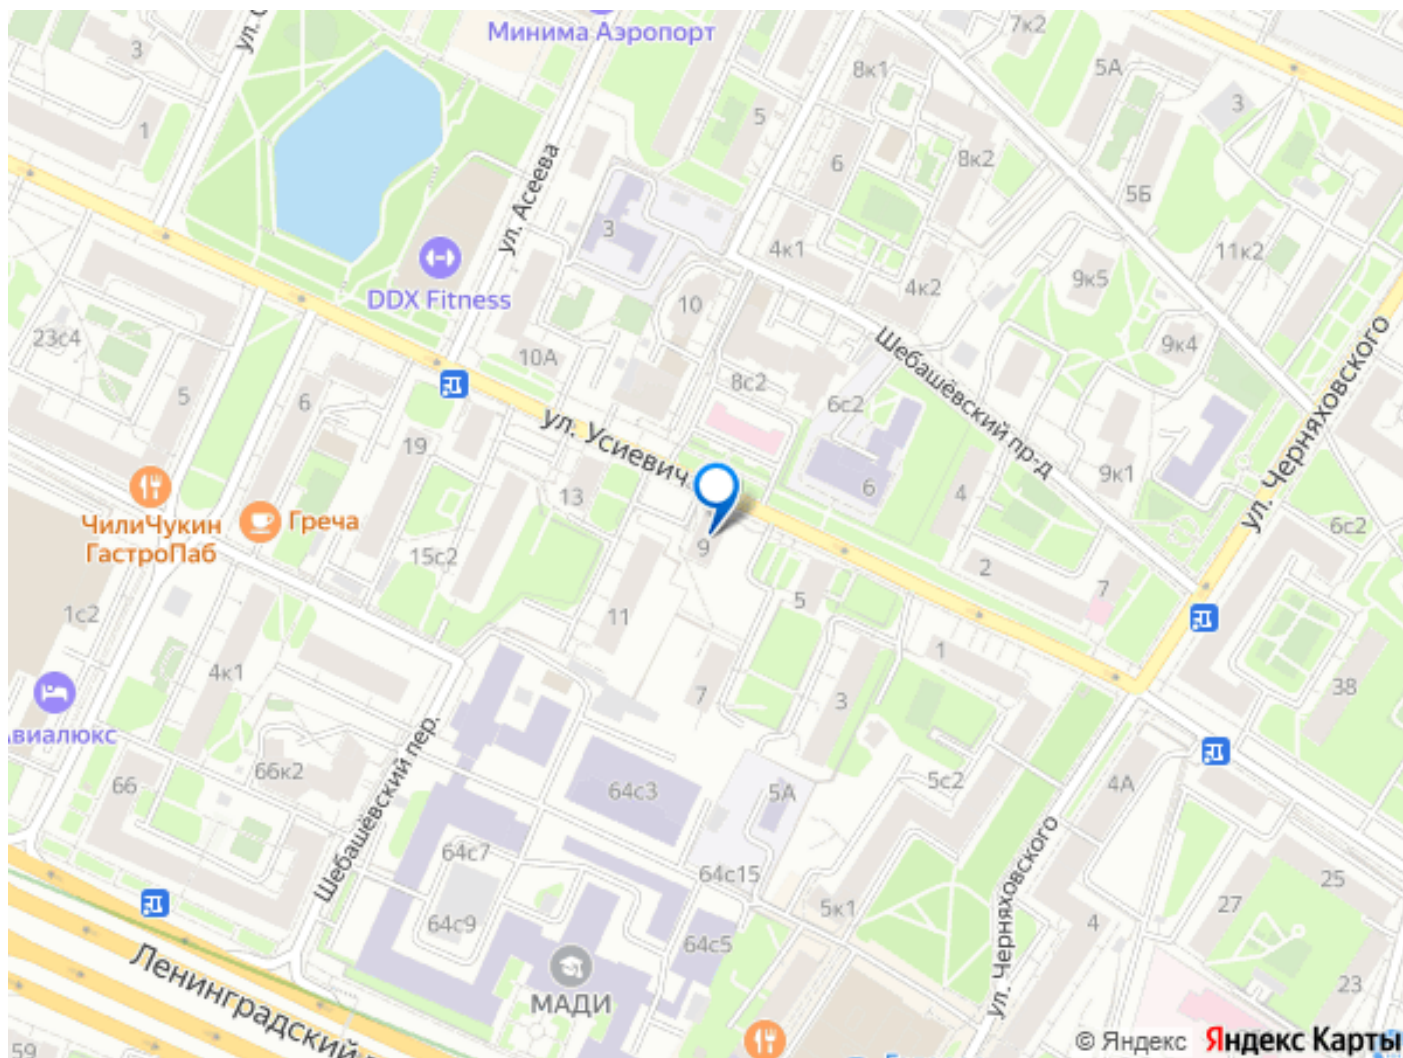 ул. С
Минима Аэропорт
7к2
3
8к1
5А
3
1
5
ул. Асеева
6
8к2
5Б
3
4к1
11к2
DDX Fitness
10
4к2
9к5
23с4
10А
Шебашёвский пр-д
9к4
ул. Черняховского
5
6
8с2
6с2
ул. Усиевич
19
4
9к1
13
6
6с2
ЧилиЧукин
ГастроПаб
Греча
15с2
9
2
7
1с2
11
5
4к1
1
7
3
38
Авиалюкс
Шебашёвский пер.
66
66к2
64с3
5А
5с2
4А
64с7
64с15
ул. Черняховского
25
27
5к1
64с9
64с5
4
Ленинградский
МАДИ
23
59
© Яндекс Яндекс Карты